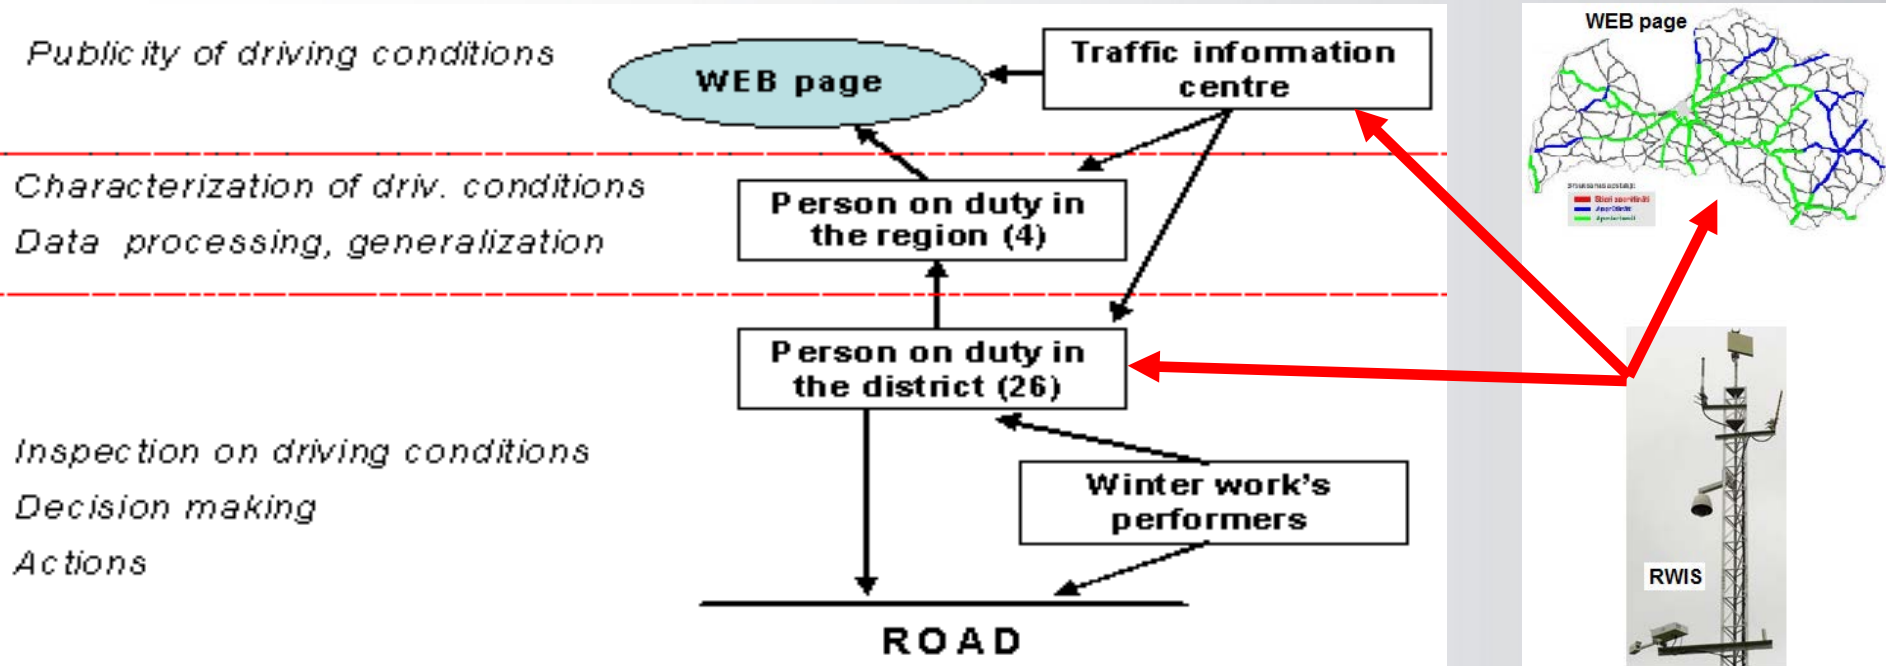 Publicity of driving conditions
WEB page
Traffic information
centre
WEB page
Characterization of driv. conditions
Data processing, generalization
Person on duty in
the region (4)
Person on duty in
the district (26)
Inspection on driving conditions
Decision making
Actions
Winter work's
performers
RWIS
ROAD